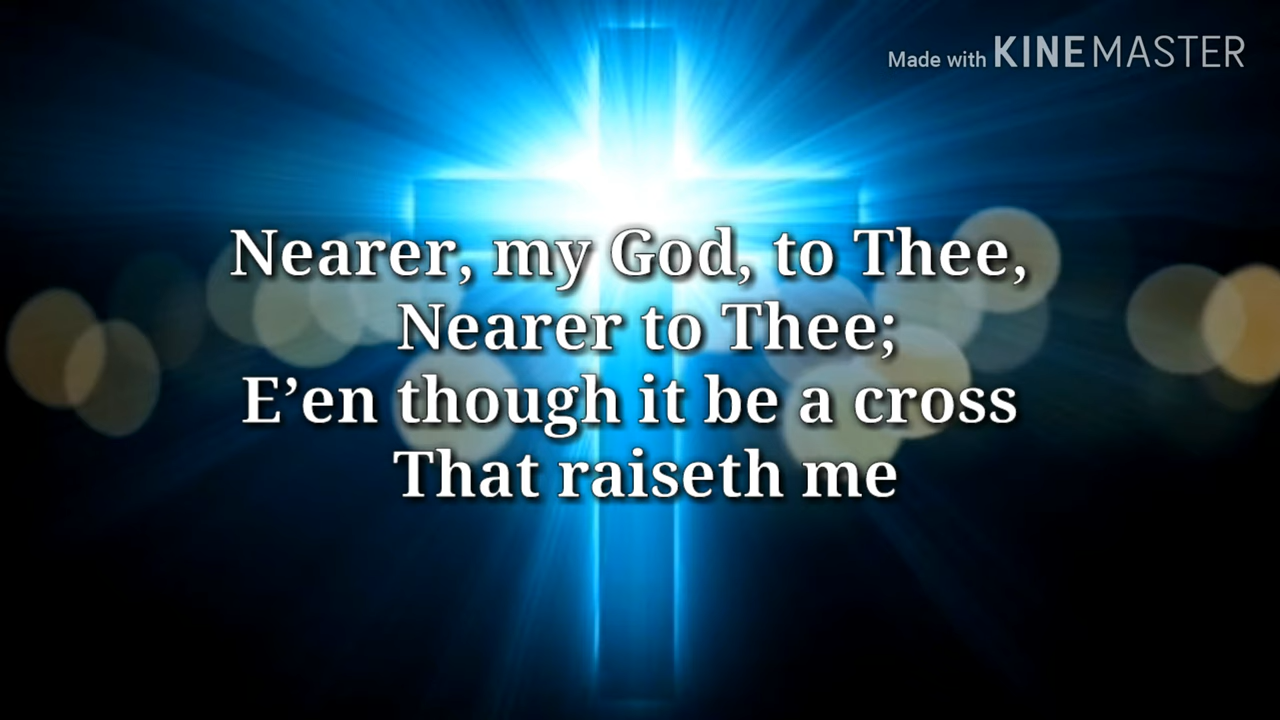 Made with KINEMASTER
Nearer, my God, to Thee,
Nearer to Thee;
E’en though it be a cross
That raiseth me